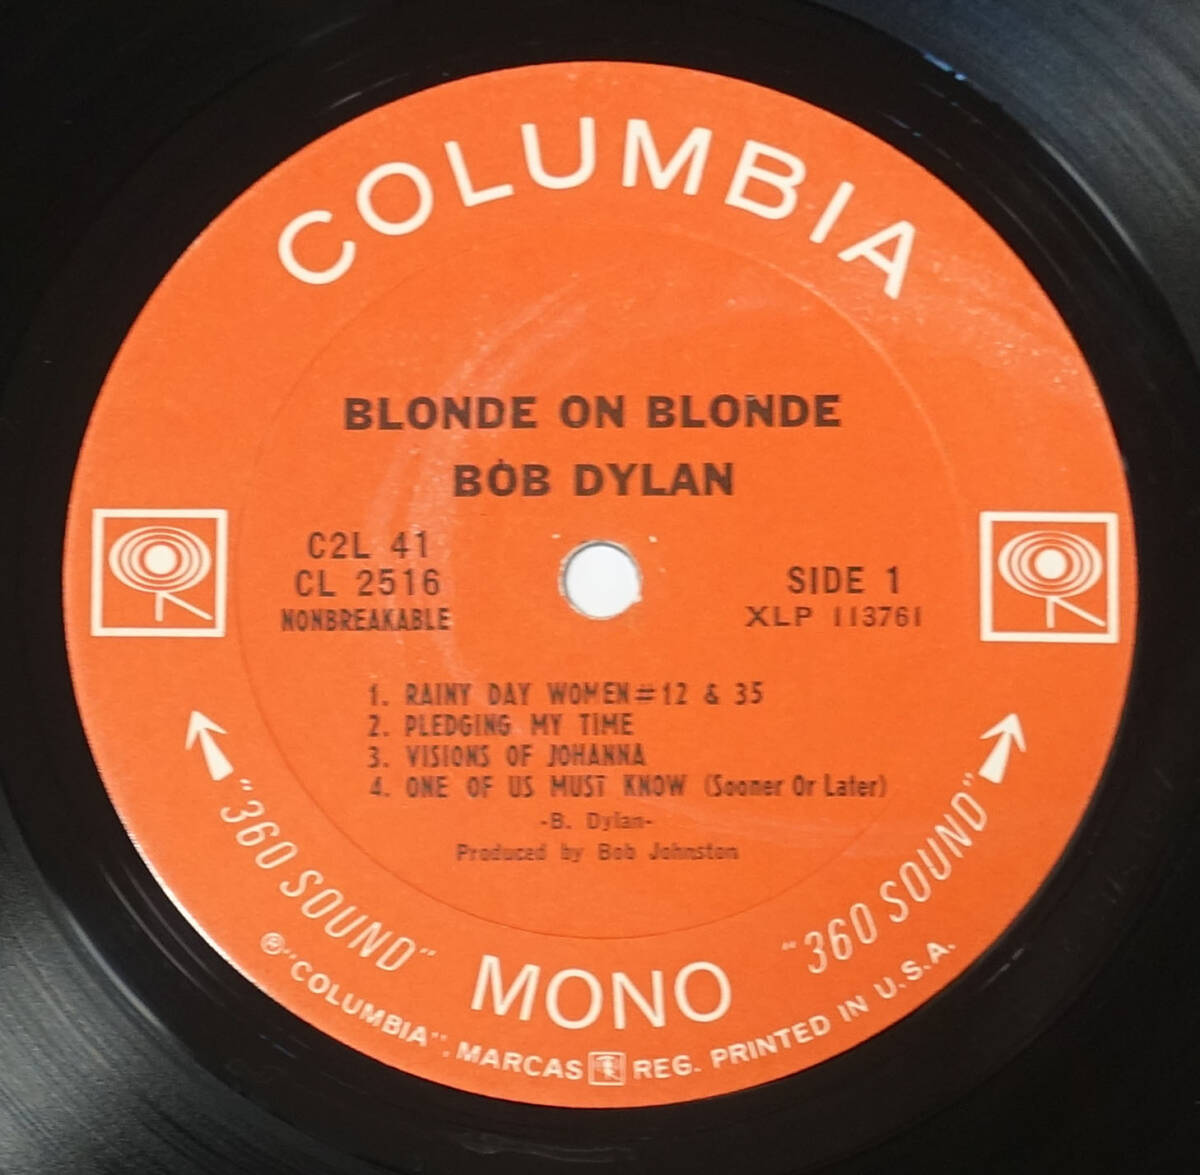 COLUMBIA
BLONDE ON BLONDE
BOB DYLAN
C2L 41
CL 2516
NONBREAKABLE
SIDE 1
XLP 113761
1. RAINY DAY WOMEN #12 & 35
2. PLEDGING MY TIME
3. VISIONS OF JOHANNA
4. ONE OF US MUST KNOW (Sooner Or Later)
-B. Dylan-
Produced by Bob Johnston
"360 SOUND"
MONO
"360 SOUND"
® "COLUMBIA". MARCAS REG. PRINTED IN U.S.A.